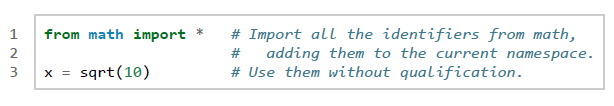 1 from math import * # Import all the identifiers from math,
2 # adding them to the current namespace.
3 x = sqrt(10) # Use them without qualification.